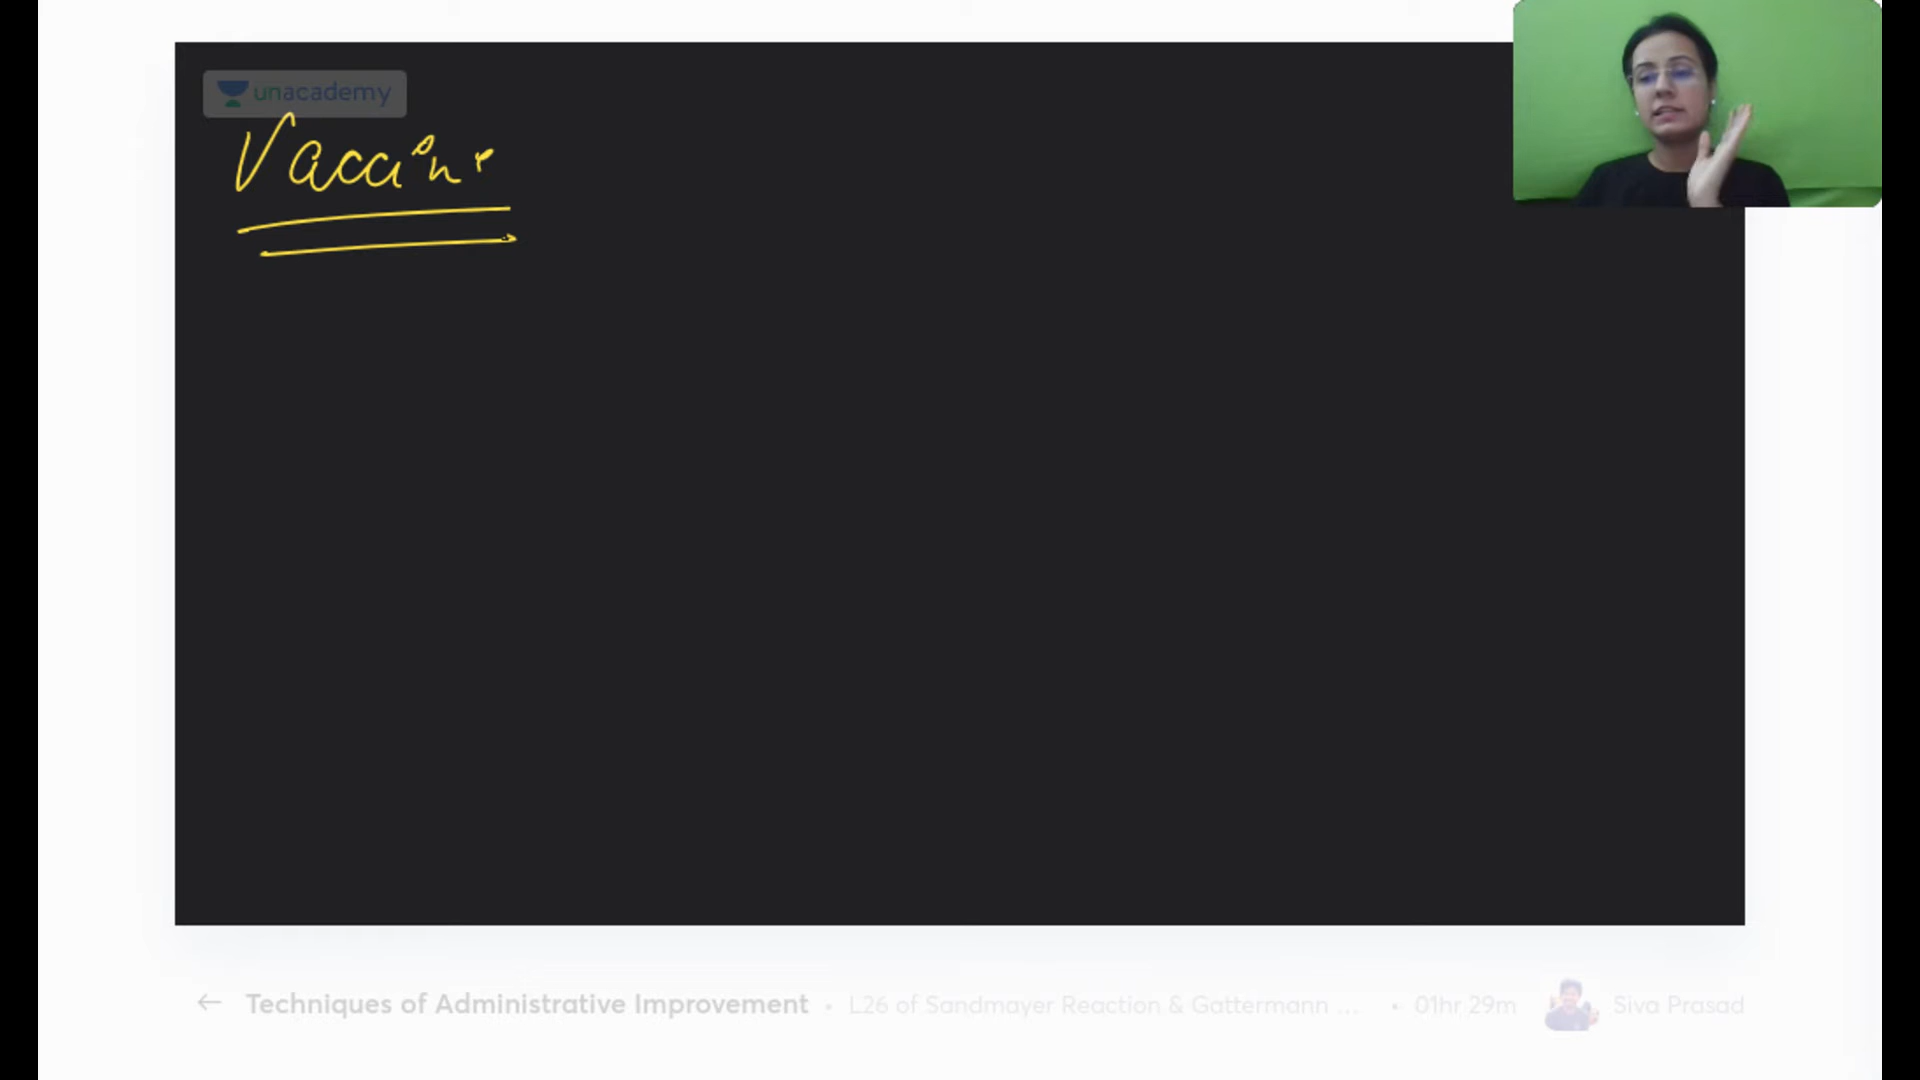 unacademy
Vaccine
Techniques of Administrative Improvement • L26 of Sandmayer Reaction & Gattermann ... • 01hr 29m Siva Prasad